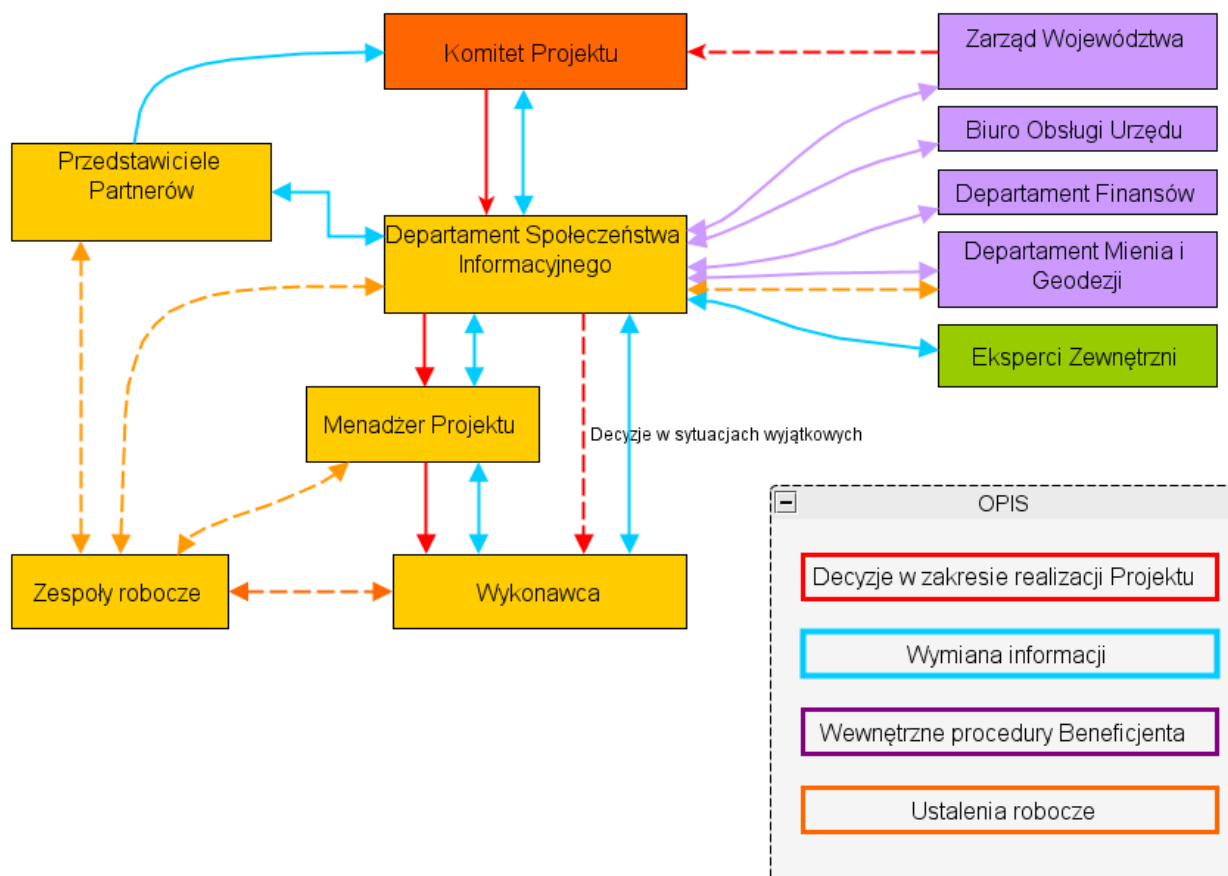 Komitet Projektu
Zarząd Województwa
Biuro Obsługi Urzędu
Przedstawiciele
Partnerów
Departament Finansów
Departament Społeczeństwa
Informacyjnego
Departament Mienia i
Geodezji
Eksperci Zewnętrzni
Menadżer Projektu
Decyzje w sytuacjach wyjątkowych
Zespoły robocze
Wykonawca
OPIS
Decyzje w zakresie realizacji Projektu
Wymiana informacji
Wewnętrzne procedury Beneficjenta
Ustalenia robocze